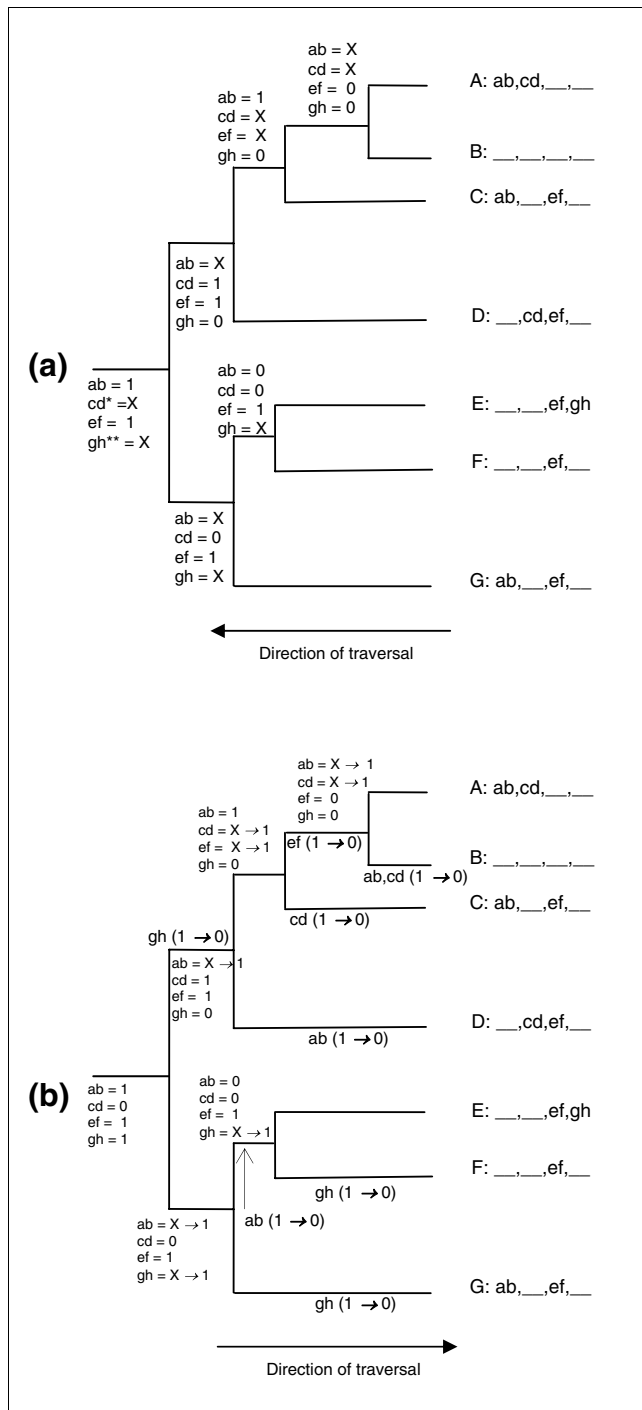 ab = X
cd = X
ef = 0
gh = 0
A: ab,cd,__,__
ab = 1
cd = X
ef = X
gh = 0
B: __,__,__,__
C: ab,__,ef,__
ab = X
cd = 1
ef = 1
gh = 0
D: __,cd,ef,__
(a)
ab = 1
cd* =X
ef = 1
gh** = X
ab = 0
cd = 0
ef = 1
gh = X
E: __,__,ef,gh
F: __,__,ef,__
ab = X
cd = 0
ef = 1
gh = X
G: ab,__,ef,__
Direction of traversal
ab = X → 1
cd = X → 1
ef = 0
gh = 0
A: ab,cd,__,__
ab = 1
cd = X → 1
ef = X → 1
gh = 0
ef (1 → 0)
B: __,__,__,__
ab,cd (1 → 0)
C: ab,__,ef,__
cd (1 → 0)
gh (1 → 0)
ab = X → 1
cd = 1
ef = 1
gh = 0
D: __,cd,ef,__
ab (1 → 0)
(b)
ab = 1
cd = 0
ef = 1
gh = 1
ab = 0
cd = 0
ef = 1
gh = X → 1
E: __,__,ef,gh
F: __,__,ef,__
gh (1 → 0)
ab (1 → 0)
ab = X → 1
cd = 0
ef = 1
gh = X → 1
G: ab,__,ef,__
gh (1 → 0)
Direction of traversal